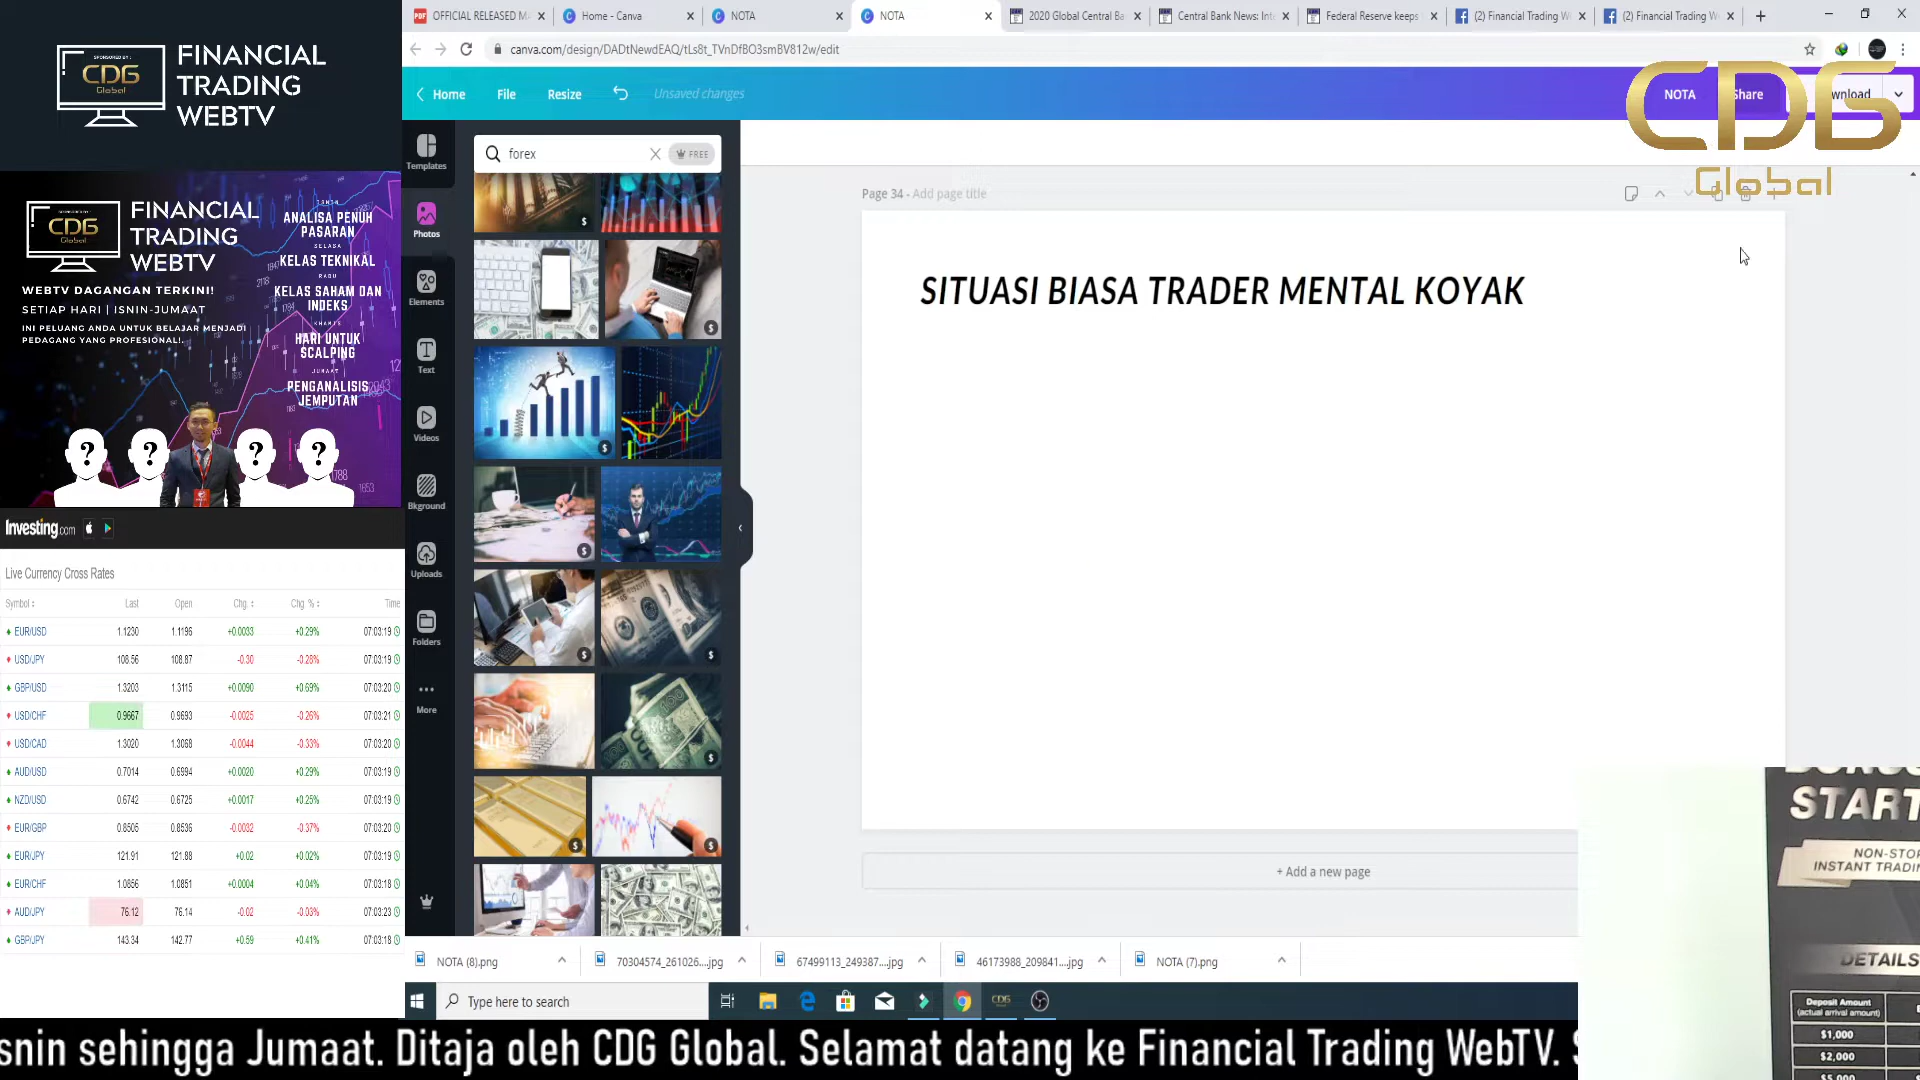 SPONSORED BY :
CDG
Global
FINANCIAL
TRADING
WEBTV
CDG
Global
FINANCIAL
TRADING
WEBTV
WEBTV DAGANGAN TERKINI!
SETIAP HARI | ISNIN-JUMAAT
INI PELUANG ANDA UNTUK BELAJAR MENJADI
PEDAGANG YANG PROFESIONAL!.
ISNIN
ANALISA PENUH
PASARAN
SELASA
KELAS TEKNIKAL
RABU
KELAS SAHAM DAN
INDEKS
KHAMIS
HARI UNTUK
SCALPING
JUMAAT
PENGANALISIS
JEMPUTAN
? ? ? ?
Investing.com
Live Currency Cross Rates
Symbol Last Open Chg. Chg. % Time
EUR/USD 1.1230 1.1196 +0.0033 +0.29% 07:03:19
USD/JPY 108.56 108.87 -0.30 -0.28% 07:03:19
GBP/USD 1.3203 1.3115 +0.0090 +0.69% 07:03:20
USD/CHF 0.9667 0.9693 -0.0025 -0.26% 07:03:21
USD/CAD 1.3020 1.3068 -0.0044 -0.33% 07:03:20
AUD/USD 0.7014 0.6994 +0.0020 +0.29% 07:03:19
NZD/USD 0.6742 0.6725 +0.0017 +0.25% 07:03:19
EUR/GBP 0.8505 0.8536 -0.0032 -0.37% 07:03:20
EUR/JPY 121.91 121.88 +0.02 +0.02% 07:03:19
EUR/CHF 1.0856 1.0851 +0.0004 +0.04% 07:03:18
AUD/JPY 76.12 76.14 -0.02 -0.03% 07:03:23
GBP/JPY 143.34 142.77 +0.59 +0.41% 07:03:18
OFFICIAL RELEASED M
Home - Canva
NOTA
NOTA
2020 Global Central Ba
Central Bank News: Int
Federal Reserve keeps
(2) Financial Trading W
(2) Financial Trading W
canva.com/design/DADtNewdEAQ/tLs8t_TVnDfBO3smBV812w/edit
Home File Resize Unsaved changes NOTA Share wnload
CDG
Global
Templates
Photos
Elements
Text
Videos
Bkground
Uploads
Folders
More
forex
FREE
Page 34 - Add page title
SITUASI BIASA TRADER MENTAL KOYAK
+ Add a new page
NOTA (8).png
70304574_261026....jpg
67499113_249387....jpg
46173988_209841....jpg
NOTA (7).png
Type here to search
CDG
START
NON-STO
INSTANT TRADI
DETAILS
Deposit Amount
(actual arrival amount)
$1,000
$2,000
$5,000
snin sehingga Jumaat. Ditaja oleh CDG Global. Selamat datang ke Financial Trading WebTV. S